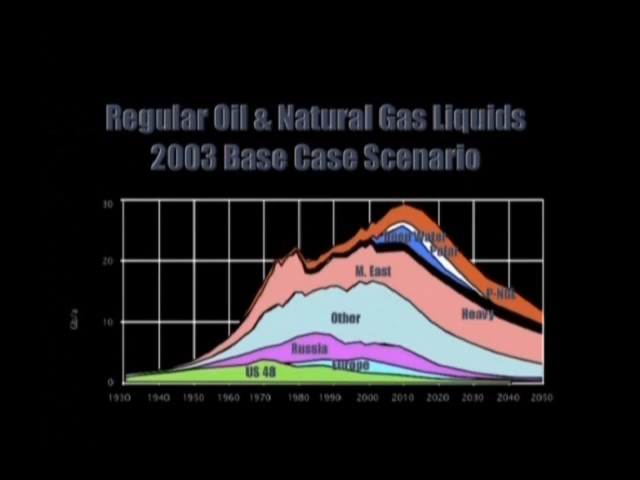 Regular Oil & Natural Gas Liquids
2003 Base Case Scenario
30
20
10
0
Gb/a
Deep Water
Polar
M. East
P-NGL
Heavy
Other
Russia
Europe
US 48
1930 1940 1950 1960 1970 1980 1990 2000 2010 2020 2030 2040 2050